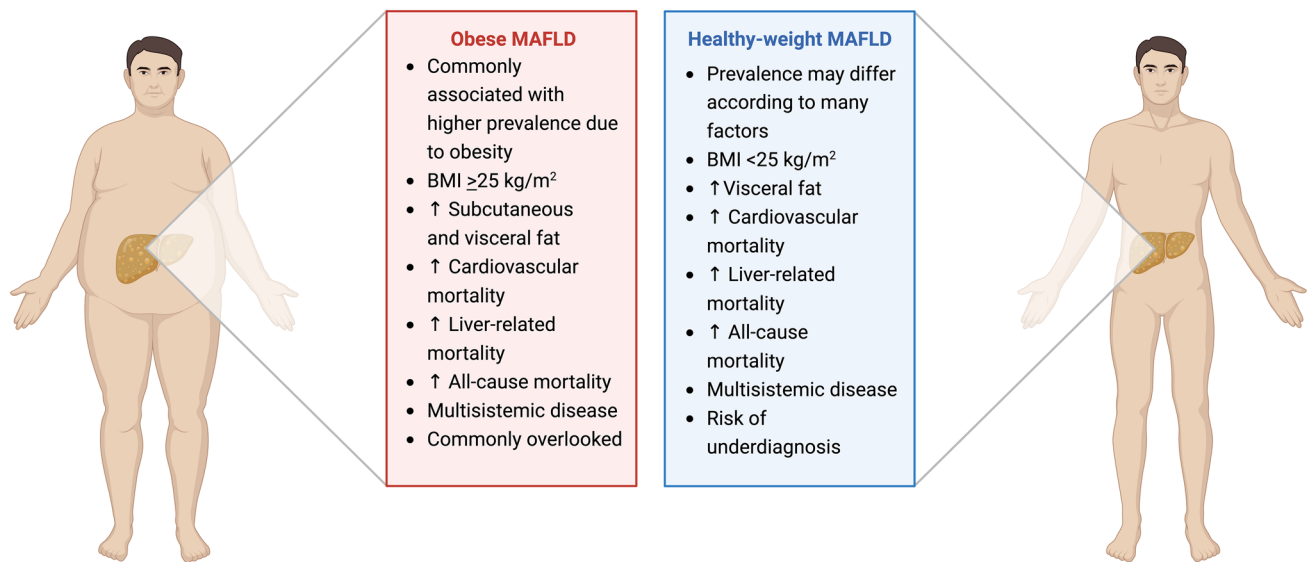 Obese MAFLD
• Commonly
associated with
higher prevalence due
to obesity
• BMI ≥25 kg/m²
• ↑ Subcutaneous
and visceral fat
• ↑ Cardiovascular
mortality
• ↑ Liver-related
mortality
• ↑ All-cause mortality
• Multisistemic disease
• Commonly overlooked
Healthy-weight MAFLD
• Prevalence may differ
according to many
factors
• BMI <25 kg/m²
• ↑Visceral fat
• ↑ Cardiovascular
mortality
• ↑ Liver-related
mortality
• ↑ All-cause
mortality
• Multisistemic disease
• Risk of
underdiagnosis